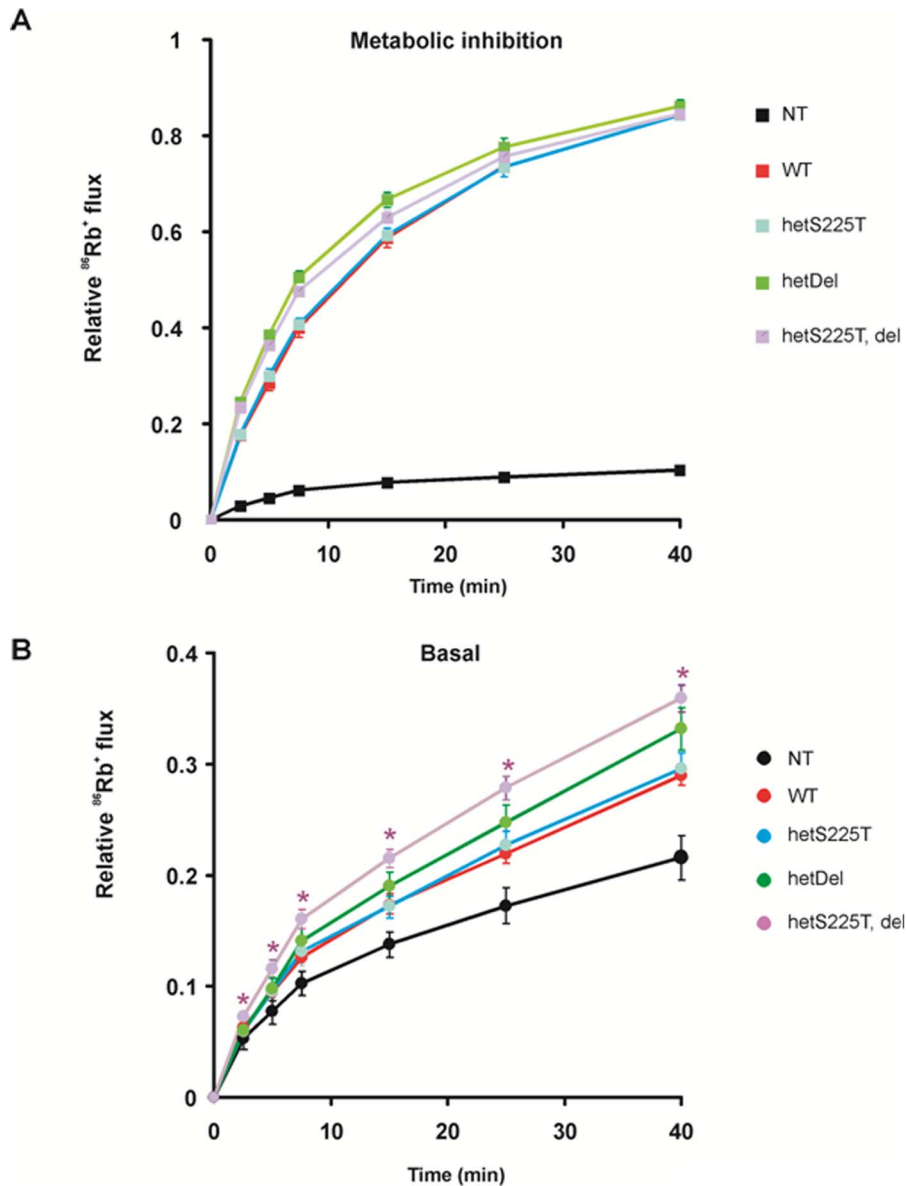 A
Metabolic inhibition
1
0.8
0.6
0.4
0.2
0
0 10 20 30 40
Relative ⁸⁶Rb⁺ flux
Time (min)
NT
WT
hetS225T
hetDel
hetS225T, del
B
Basal
0.4
0.3
0.2
0.1
0
0 10 20 30 40
Relative ⁸⁶Rb⁺ flux
Time (min)
* * * * * *
NT
WT
hetS225T
hetDel
hetS225T, del